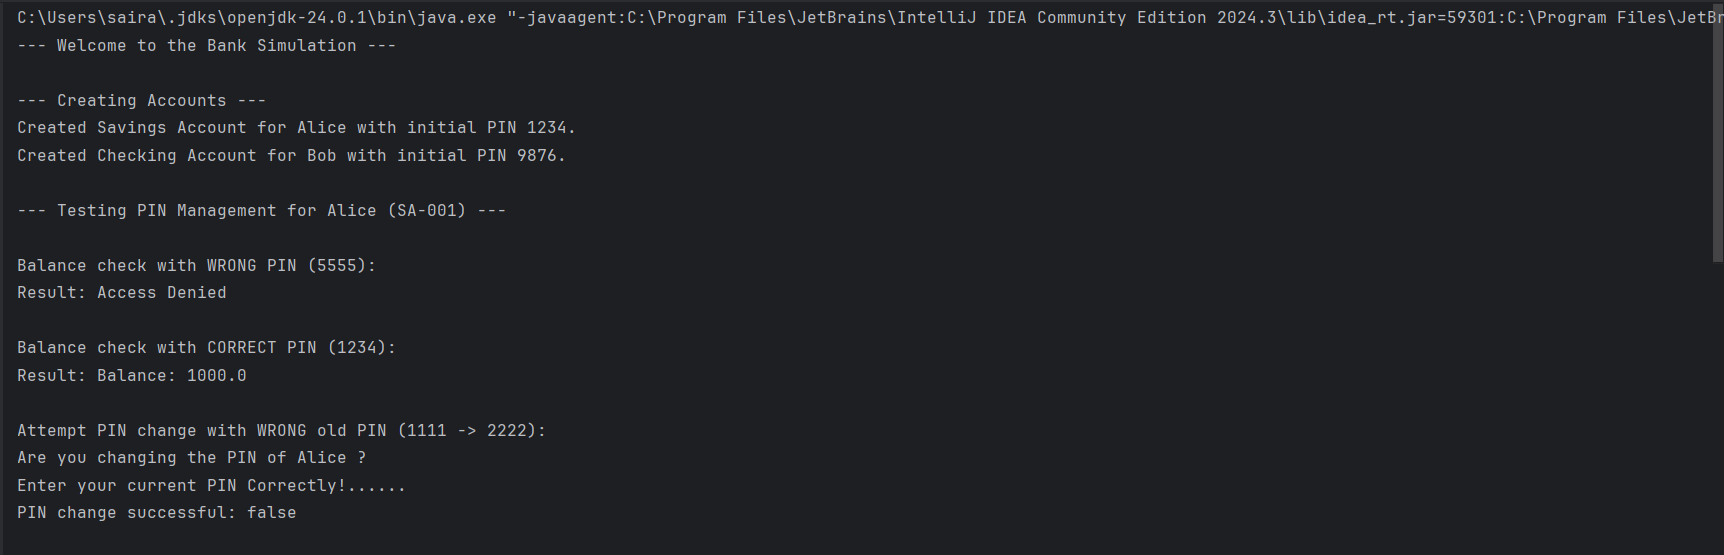 C:\Users\saira\.jdks\openjdk-24.0.1\bin\java.exe "-javaagent:C:\Program Files\JetBrains\IntelliJ IDEA Community Edition 2024.3\lib\idea_rt.jar=59301:C:\Program Files\JetBr
--- Welcome to the Bank Simulation ---
--- Creating Accounts ---
Created Savings Account for Alice with initial PIN 1234.
Created Checking Account for Bob with initial PIN 9876.
--- Testing PIN Management for Alice (SA-001) ---
Balance check with WRONG PIN (5555):
Result: Access Denied
Balance check with CORRECT PIN (1234):
Result: Balance: 1000.0
Attempt PIN change with WRONG old PIN (1111 -> 2222):
Are you changing the PIN of Alice ?
Enter your current PIN Correctly!......
PIN change successful: false